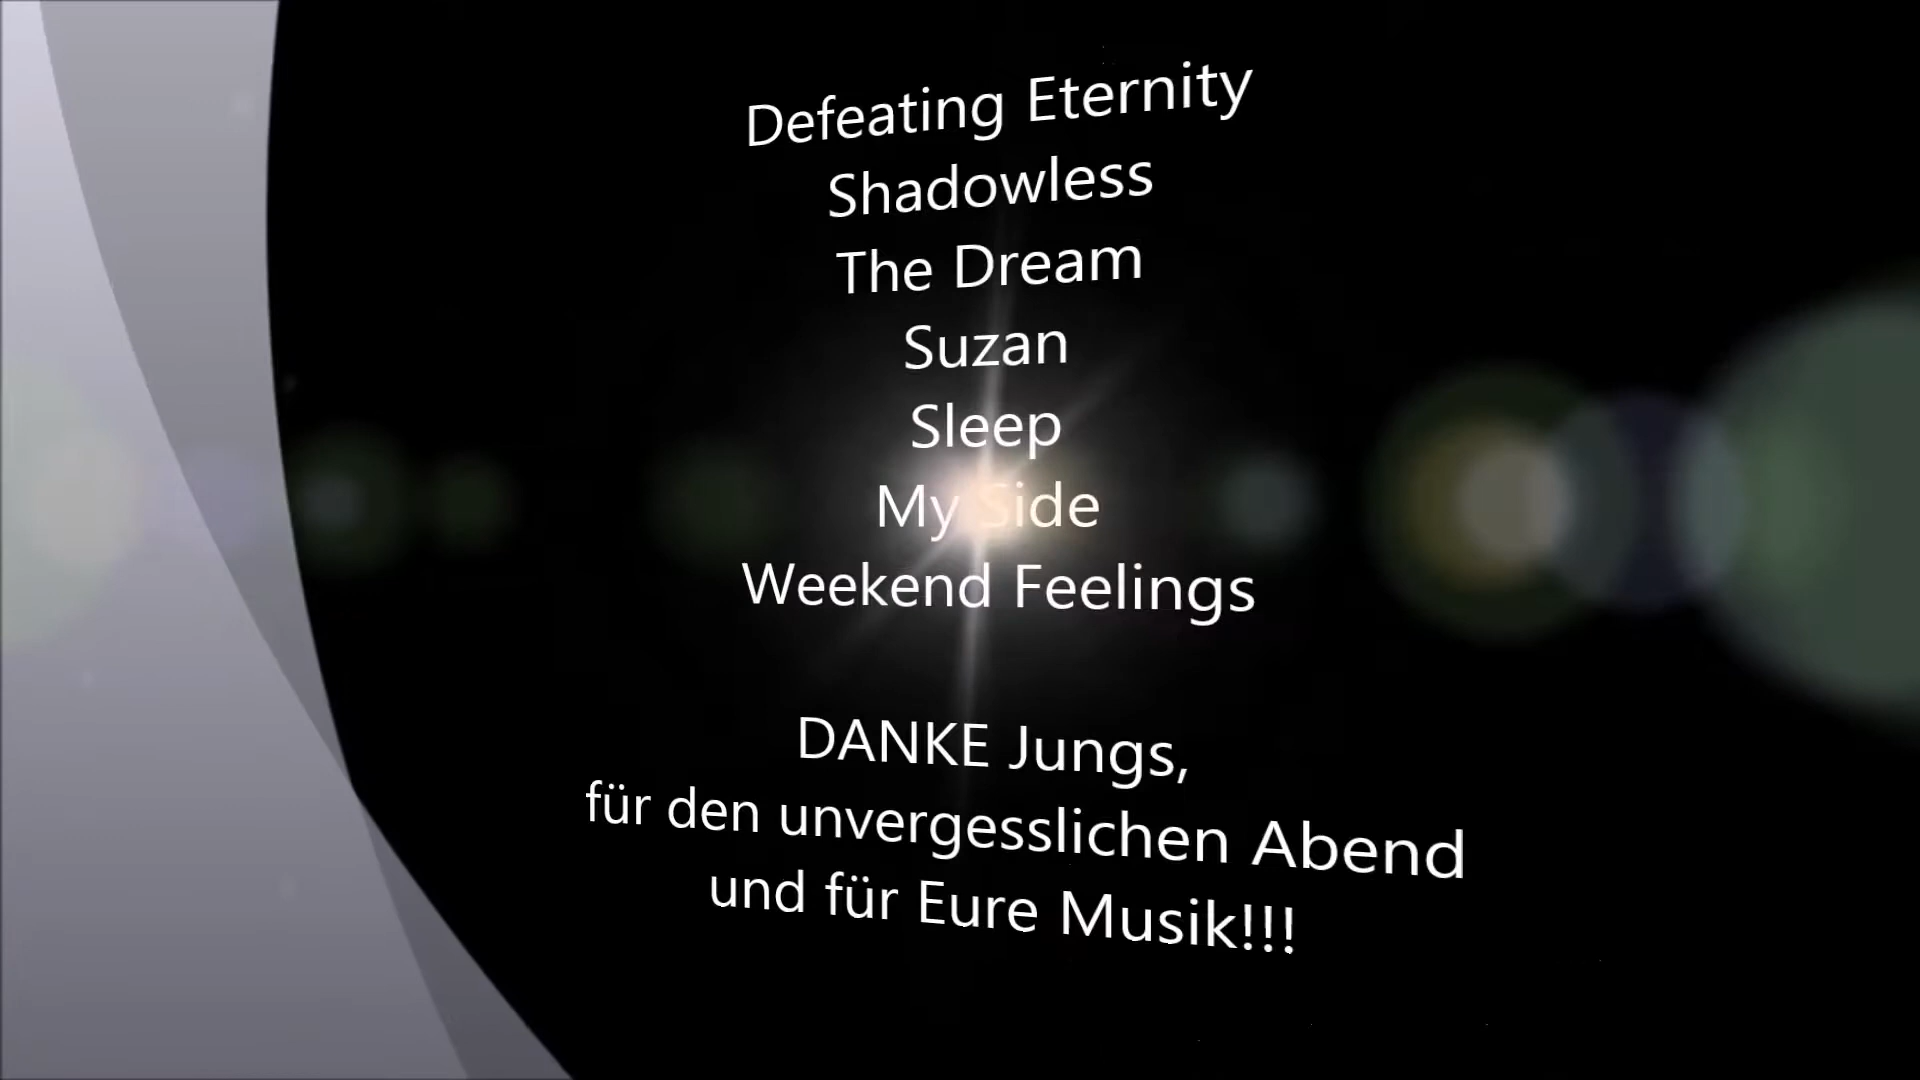 Defeating Eternity
Shadowless
The Dream
Suzan
Sleep
My Side
Weekend Feelings
DANKE Jungs,
für den unvergesslichen Abend
und für Eure Musik!!!